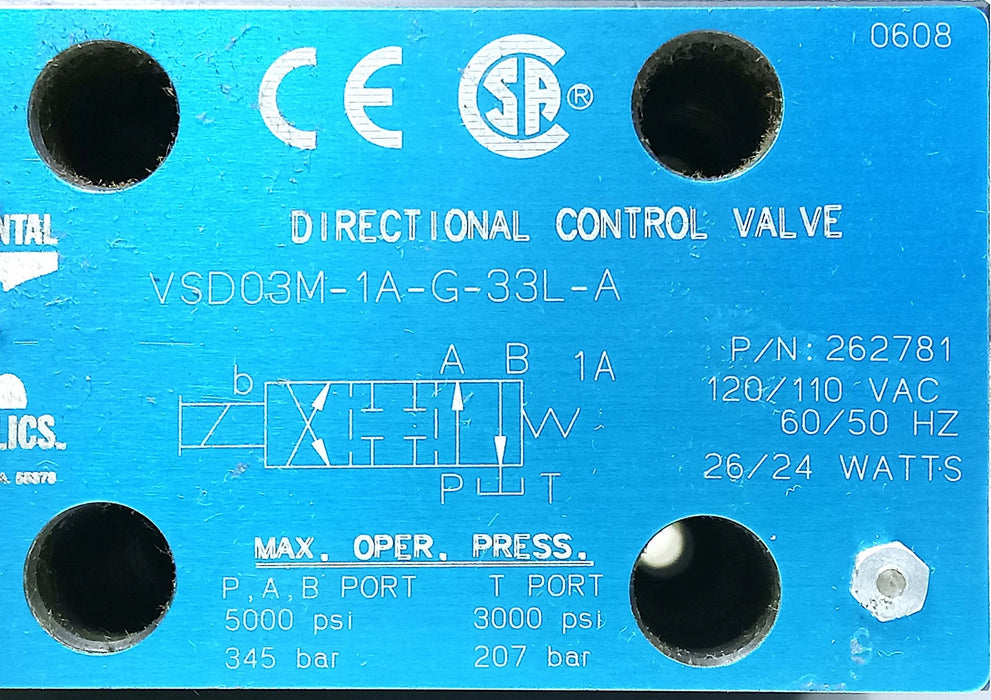 0608
CE CSA®
NTAL
DIRECTIONAL CONTROL VALVE
VSD03M-1A-G-33L-A
P/N: 262781
120/110 VAC
60/50 HZ
26/24 WATTS
A B 1A
b
P T
LICS.
MAX. OPER. PRESS.
P,A,B PORT T PORT
5000 psi 3000 psi
345 bar 207 bar